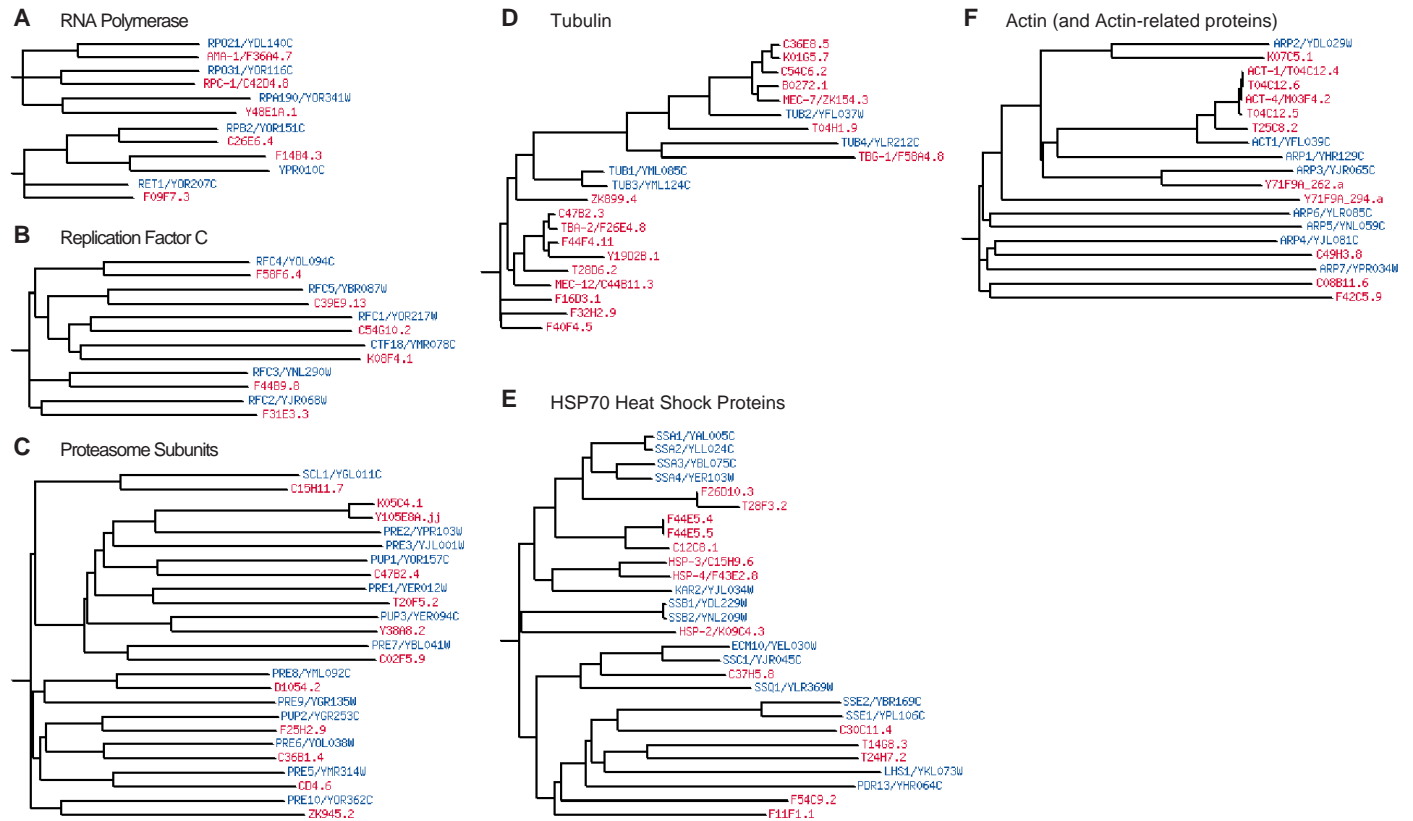 A RNA Polymerase
RPO21/YDL140C
AMA-1/F36A4.7
RPO31/YOR116C
RPC-1/C42D4.8
RPA190/YOR341W
Y48E1A.1
RPB2/YOR151C
C26E6.4
F14B4.3
YPR010C
RET1/YOR207C
F09F7.3
B Replication Factor C
RFC4/YOL094C
F58F6.4
RFC5/YBR087W
C39E9.13
RFC1/YOR217W
C54G10.2
CTF18/YMR078C
K08F4.1
RFC3/YNL290W
F44B9.8
RFC2/YJR068W
F31E3.3
C Proteasome Subunits
SCL1/YGL011C
C15H11.7
K05C4.1
Y105E8A.jj
PRE2/YPR103W
PRE3/YJL001W
PUP1/YOR157C
C47B2.4
PRE1/YER012W
T20F5.2
PUP3/YER094C
Y38A8.2
PRE7/YBL041W
C02F5.9
PRE8/YML092C
D1054.2
PRE9/YGR135W
PUP2/YGR253C
F25H2.9
PRE6/YOL038W
C36B1.4
PRE5/YMR314W
CD4.6
PRE10/YOR362C
ZK945.2
D Tubulin
C36E8.5
K01G5.7
C54C6.2
B0272.1
MEC-7/ZK154.3
TUB2/YFL037W
T04H1.9
TUB4/YLR212C
TBG-1/F58A4.8
TUB1/YML085C
TUB3/YML124C
ZK899.4
C47B2.3
TBA-2/F26E4.8
F44F4.11
Y19D2B.1
T28D6.2
MEC-12/C44B11.3
F16D3.1
F32H2.9
F40F4.5
E HSP70 Heat Shock Proteins
SSA1/YAL005C
SSA2/YLL024C
SSA3/YBL075C
SSA4/YER103W
F26D10.3
T28F3.2
F44E5.4
F44E5.5
C12C8.1
HSP-3/C15H9.6
HSP-4/F43E2.8
KAR2/YJL034W
SSB1/YDL229W
SSB2/YNL209W
HSP-2/K09C4.3
ECM10/YEL030W
SSC1/YJR045C
C37H5.8
SSQ1/YLR369W
SSE2/YBR169C
SSE1/YPL106C
C30C11.4
T14G8.3
T24H7.2
LHS1/YKL073W
PDR13/YHR064C
F54C9.2
F11F1.1
F Actin (and Actin-related proteins)
ARP2/YDL029W
K07C5.1
ACT-1/T04C12.4
T04C12.6
ACT-4/M03F4.2
T04C12.5
T25C8.2
ACT1/YFL039C
ARP1/YHR129C
ARP3/YJR065C
Y71F9A_262.a
Y71F9A_294.a
ARP6/YLR085C
ARP5/YNL059C
ARP4/YJL081C
C49H3.8
ARP7/YPR034W
C08B11.6
F42C5.9